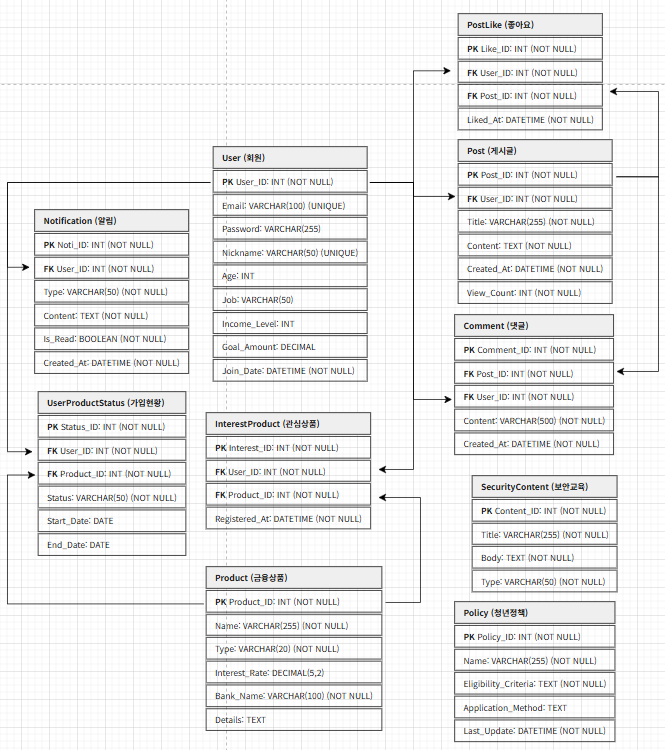 PostLike (좋아요)
PK Like_ID: INT (NOT NULL)
FK User_ID: INT (NOT NULL)
FK Post_ID: INT (NOT NULL)
Liked_At: DATETIME (NOT NULL)
Post (게시글)
PK Post_ID: INT (NOT NULL)
FK User_ID: INT (NOT NULL)
Title: VARCHAR(255) (NOT NULL)
Content: TEXT (NOT NULL)
Created_At: DATETIME (NOT NULL)
View_Count: INT (NOT NULL)
User (회원)
PK User_ID: INT (NOT NULL)
Email: VARCHAR(100) (UNIQUE)
Password: VARCHAR(255)
Nickname: VARCHAR(50) (UNIQUE)
Age: INT
Job: VARCHAR(50)
Income_Level: INT
Goal_Amount: DECIMAL
Join_Date: DATETIME (NOT NULL)
Notification (알림)
PK Noti_ID: INT (NOT NULL)
FK User_ID: INT (NOT NULL)
Type: VARCHAR(50) (NOT NULL)
Content: TEXT (NOT NULL)
Is_Read: BOOLEAN (NOT NULL)
Created_At: DATETIME (NOT NULL)
Comment (댓글)
PK Comment_ID: INT (NOT NULL)
FK Post_ID: INT (NOT NULL)
FK User_ID: INT (NOT NULL)
Content: VARCHAR(500) (NOT NULL)
Created_At: DATETIME (NOT NULL)
UserProductStatus (가입현황)
PK Status_ID: INT (NOT NULL)
FK User_ID: INT (NOT NULL)
FK Product_ID: INT (NOT NULL)
Status: VARCHAR(50) (NOT NULL)
Start_Date: DATE
End_Date: DATE
InterestProduct (관심상품)
PK Interest_ID: INT (NOT NULL)
FK User_ID: INT (NOT NULL)
FK Product_ID: INT (NOT NULL)
Registered_At: DATETIME (NOT NULL)
SecurityContent (보안교육)
PK Content_ID: INT (NOT NULL)
Title: VARCHAR(255) (NOT NULL)
Body: TEXT (NOT NULL)
Type: VARCHAR(50) (NOT NULL)
Product (금융상품)
PK Product_ID: INT (NOT NULL)
Name: VARCHAR(255) (NOT NULL)
Type: VARCHAR(20) (NOT NULL)
Interest_Rate: DECIMAL(5,2)
Bank_Name: VARCHAR(100) (NOT NULL)
Details: TEXT
Policy (청년정책)
PK Policy_ID: INT (NOT NULL)
Name: VARCHAR(255) (NOT NULL)
Eligibility_Criteria: TEXT (NOT NULL)
Application_Method: TEXT
Last_Update: DATETIME (NOT NULL)